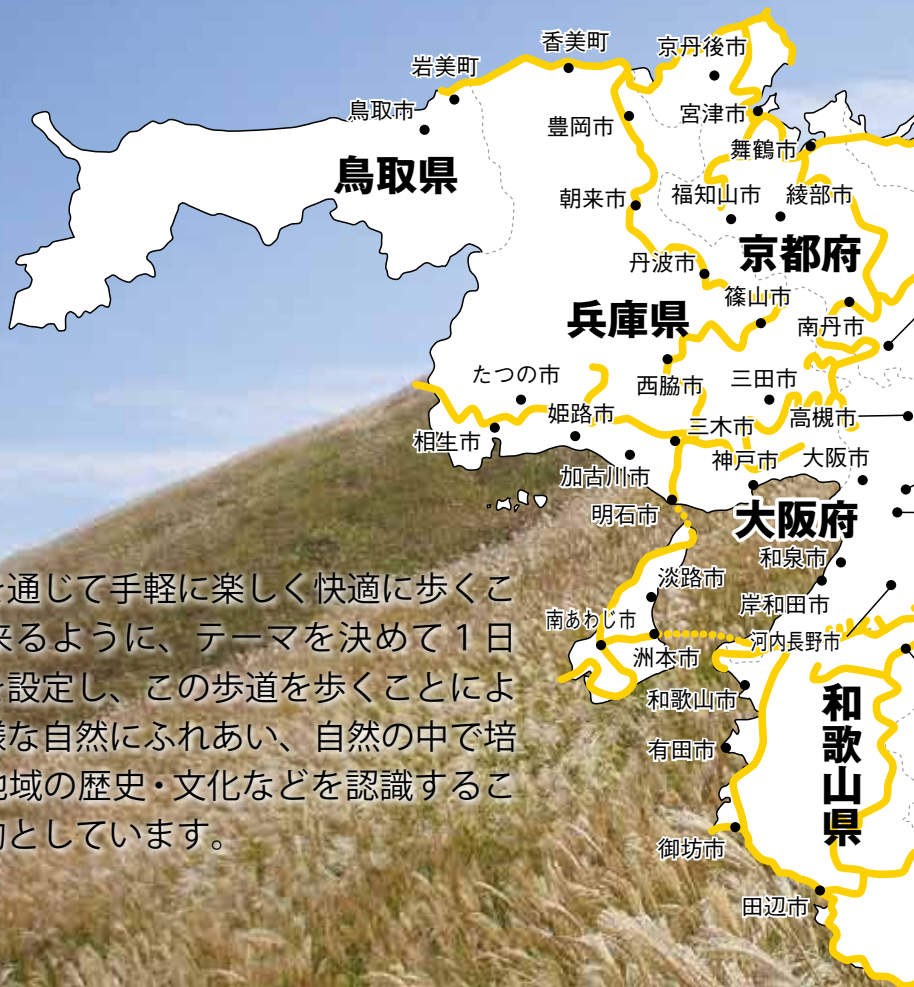 香美町
京丹後市
岩美町
鳥取市
豊岡市
宮津市
舞鶴市
鳥取県
朝来市
福知山市
綾部市
京都府
丹波市
篠山市
兵庫県
南丹市
たつの市
西脇市
三田市
姫路市
高槻市
相生市
三木市
神戸市
大阪市
加古川市
明石市
大阪府
和泉市
淡路市
岸和田市
南あわじ市
河内長野市
洲本市
和歌山市
和歌山県
有田市
御坊市
田辺市
を通じて手軽に楽しく快適に歩くこ
来るように、テーマを決めて１日
を設定し、この歩道を歩くことによ
様な自然にふれあい、自然の中で培
地域の歴史・文化などを認識するこ
的としています。